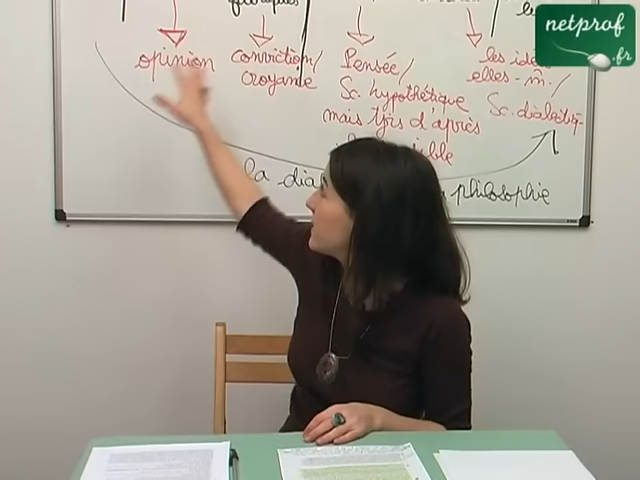 netprof
.fr
opinion
conviction/
croyance
Pensée/
Sc. hypothétique
mais tjrs d'après
les idées
elles-m̂./
Sc. dialectiq
la dia
philosophie